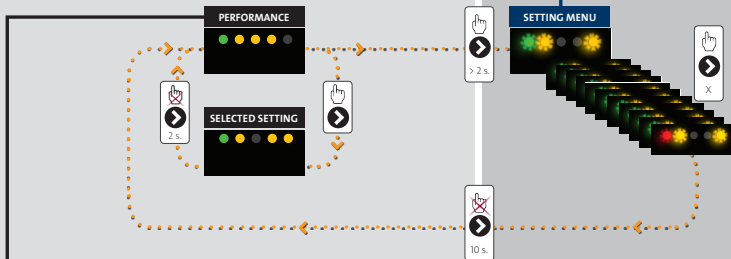 PERFORMANCE
SETTING MENU
> 2 s.
X
2 s.
SELECTED SETTING
10 s.